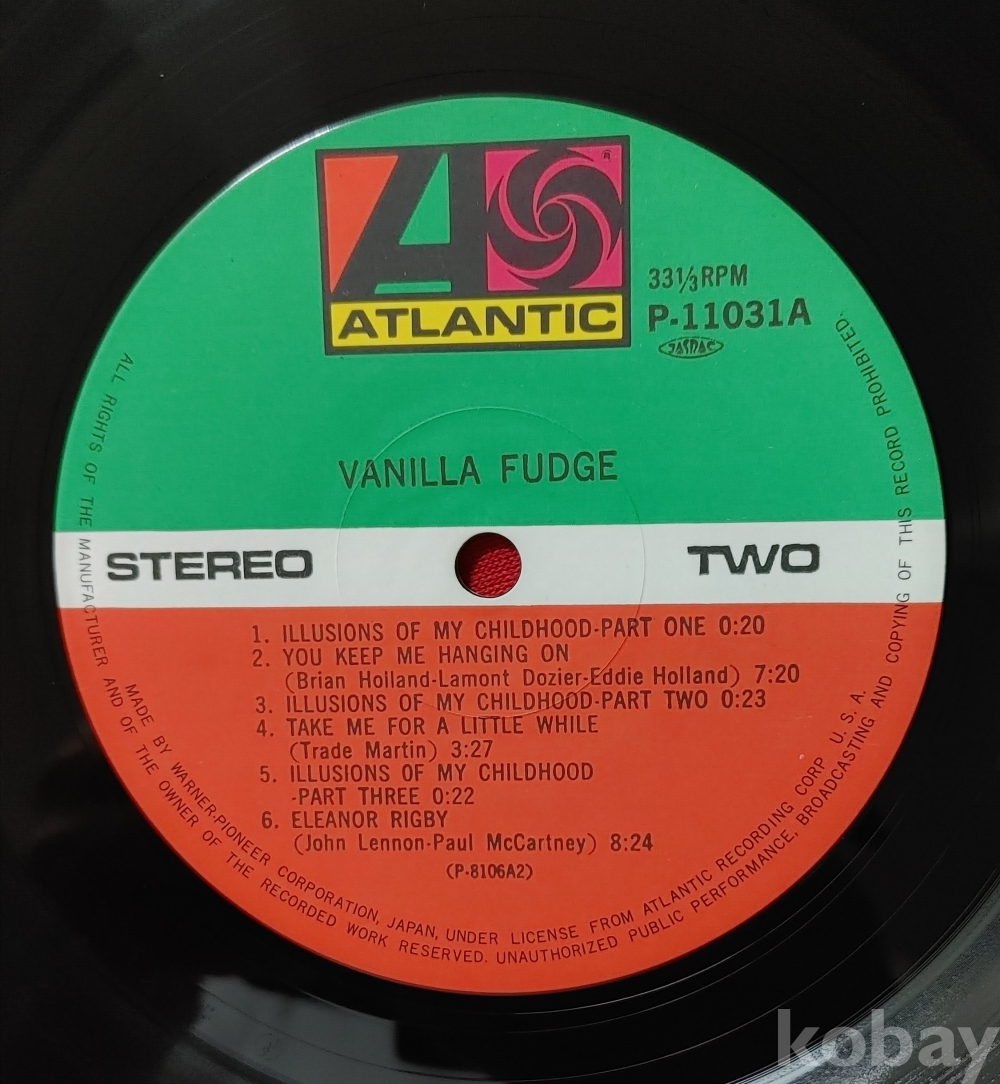 ATLANTIC
®
33⅓RPM
P-11031A
JASRAC
VANILLA FUDGE
STEREO
TWO
1. ILLUSIONS OF MY CHILDHOOD-PART ONE 0:20
2. YOU KEEP ME HANGING ON
(Brian Holland-Lamont Dozier-Eddie Holland) 7:20
3. ILLUSIONS OF MY CHILDHOOD-PART TWO 0:23
4. TAKE ME FOR A LITTLE WHILE
(Trade Martin) 3:27
5. ILLUSIONS OF MY CHILDHOOD
-PART THREE 0:22
6. ELEANOR RIGBY
(John Lennon-Paul McCartney) 8:24
(P-8106A2)
MADE BY WARNER-PIONEER CORPORATION, JAPAN, UNDER LICENSE FROM ATLANTIC RECORDING CORP U. S. A.
ALL RIGHTS OF THE MANUFACTURER AND OF THE OWNER OF THE RECORDED WORK RESERVED. UNAUTHORIZED PUBLIC PERFORMANCE, BROADCASTING AND COPYING OF THIS RECORD PROHIBITED.
kobay